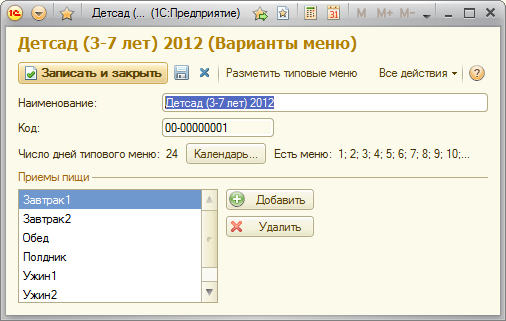 Детсад (... (1С:Предприятие) M M+ M-
Детсад (3-7 лет) 2012 (Варианты меню)
Записать и закрыть Разметить типовые меню Все действия ?
Наименование: Детсад (3-7 лет) 2012
Код: 00-00000001
Число дней типового меню: 24 Календарь... Есть меню: 1; 2; 3; 4; 5; 6; 7; 8; 9; 10;...
Приемы пищи
Завтрак1 Добавить
Завтрак2 Удалить
Обед
Полдник
Ужин1
Ужин2